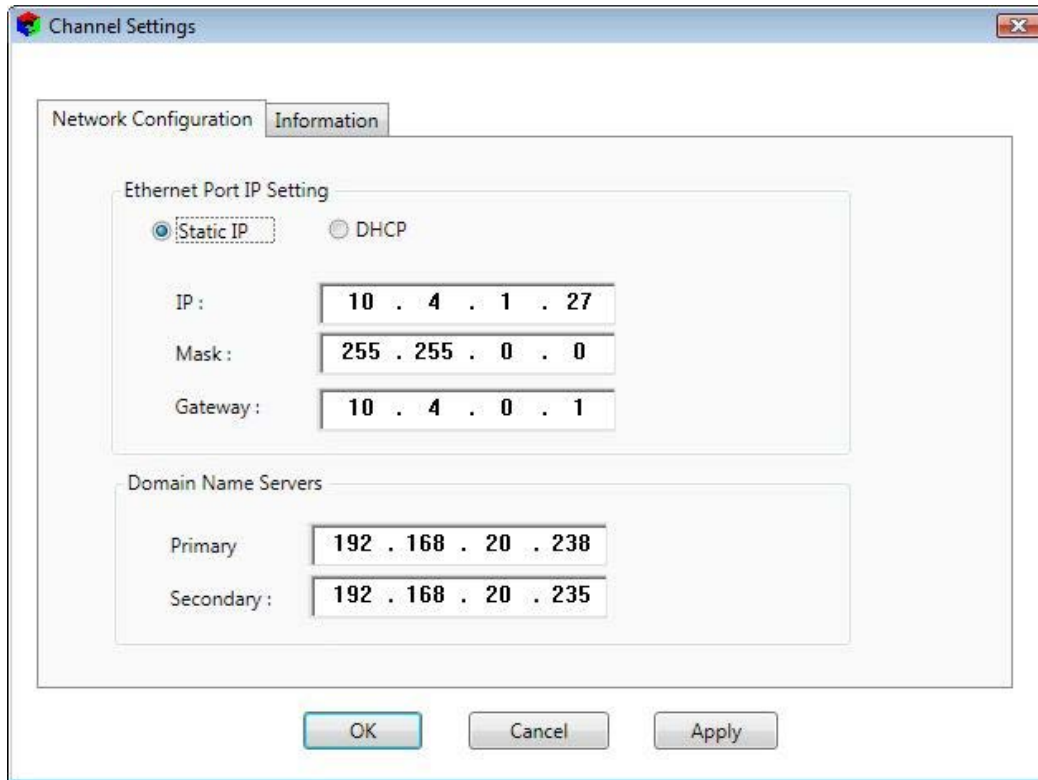 Channel Settings
Network Configuration Information
Ethernet Port IP Setting
Static IP DHCP
IP : 10 . 4 . 1 . 27
Mask : 255 . 255 . 0 . 0
Gateway : 10 . 4 . 0 . 1
Domain Name Servers
Primary 192 . 168 . 20 . 238
Secondary : 192 . 168 . 20 . 235
OK Cancel Apply